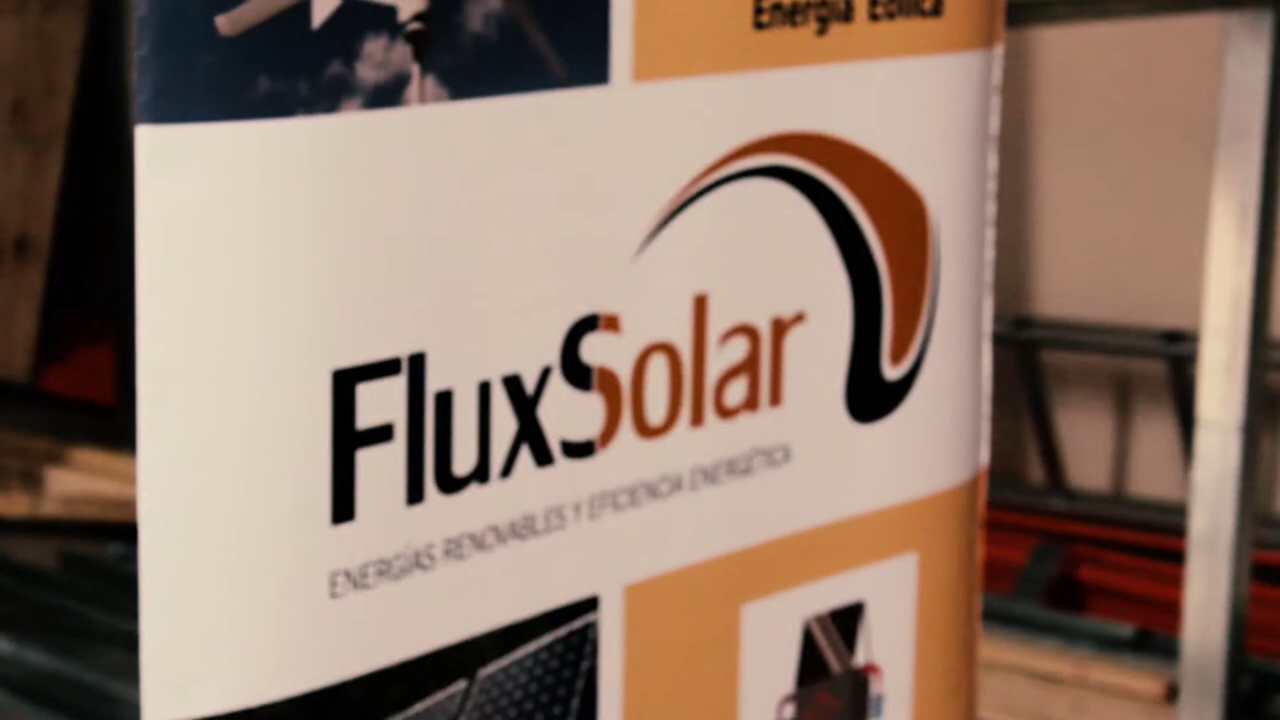 Energía Eólica
FluxSolar
ENERGÍAS RENOVABLES Y EFICIENCIA ENERGÉTICA